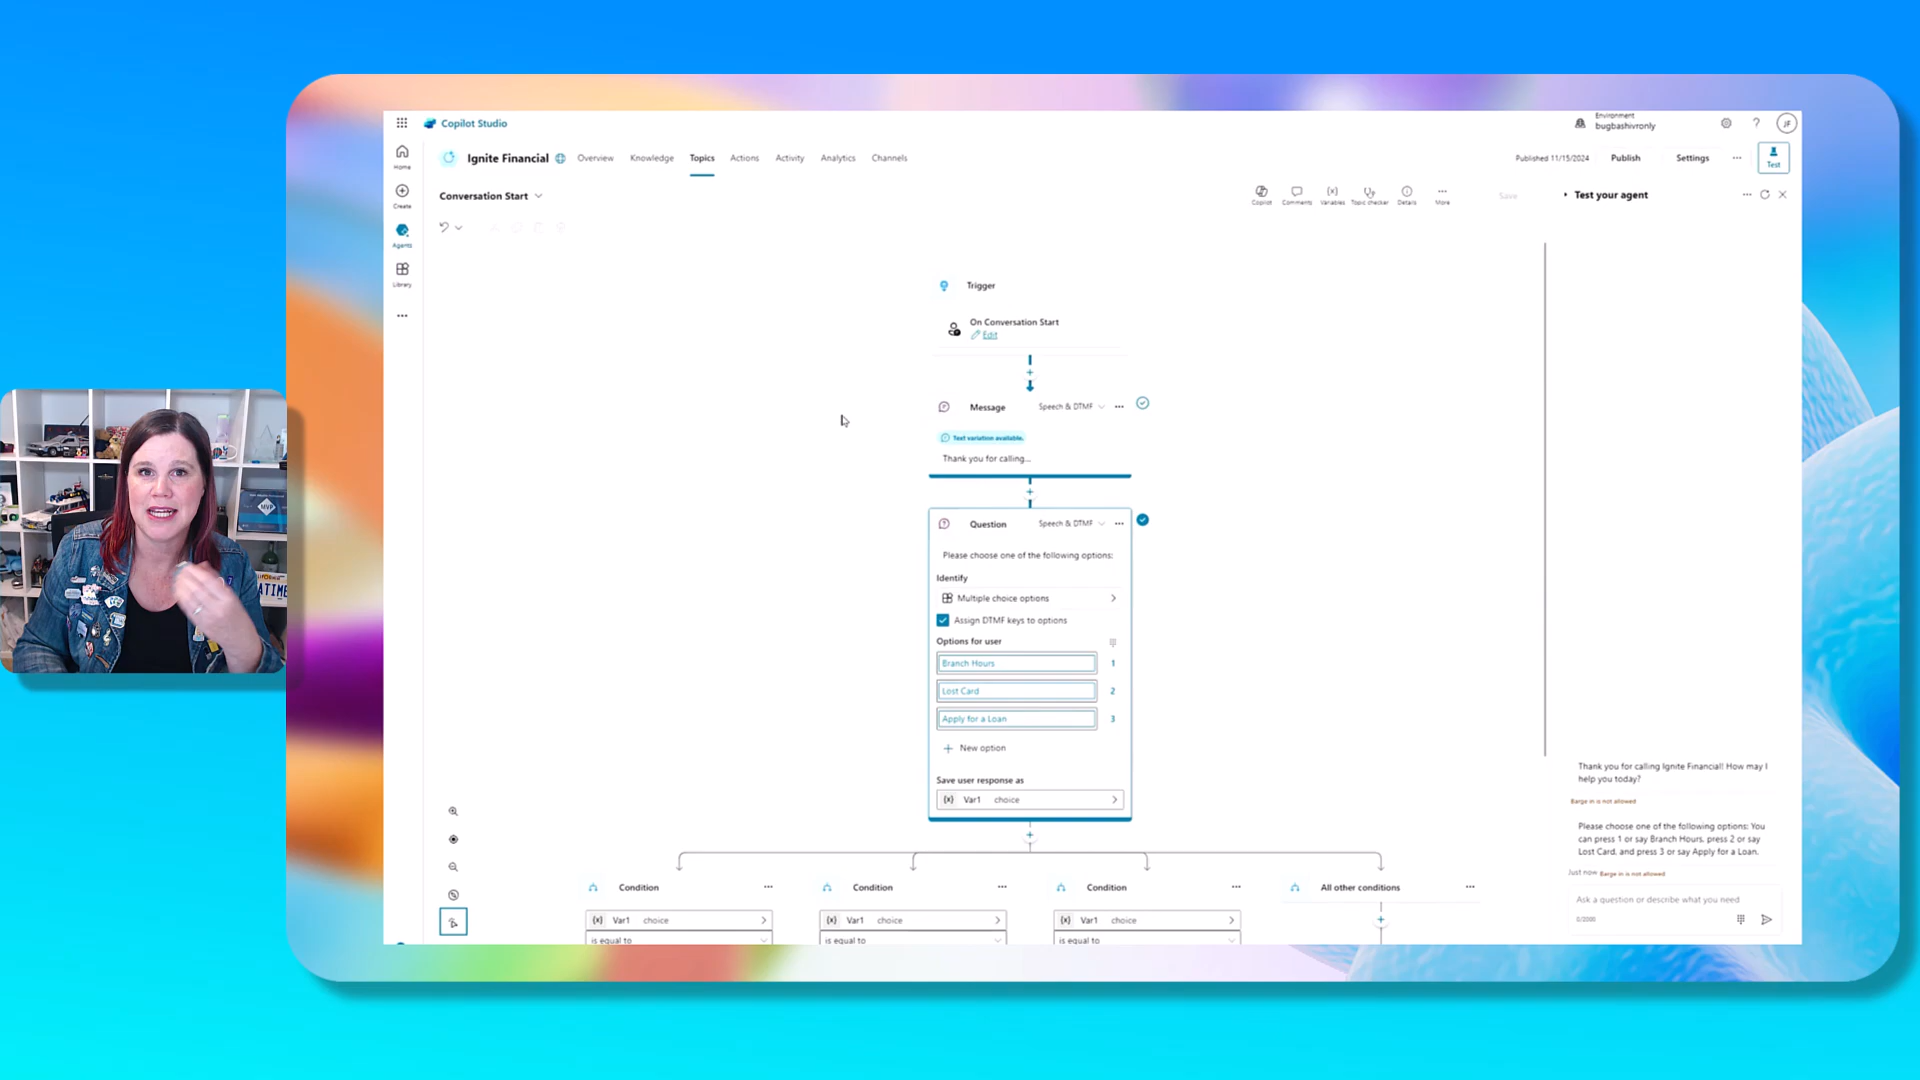 Copilot Studio
Environment
bugbashivronly
?
JF
Home
Create
Agents
Library
Ignite Financial
Overview
Knowledge
Topics
Actions
Activity
Analytics
Channels
Published 11/15/2024
Publish
Settings
Test
Conversation Start
Copilot
Comments
Variables
Topic checker
Details
More
Save
Test your agent
Trigger
On Conversation Start
Edit
Message
Speech & DTMF
Text variation available.
Thank you for calling...
Question
Speech & DTMF
Please choose one of the following options:
Identify
Multiple choice options
Assign DTMF keys to options
Options for user
Branch Hours 1
Lost Card 2
Apply for a Loan 3
New option
Save user response as
{x} Var1 choice
Condition
{x} Var1 choice
is equal to
Condition
{x} Var1 choice
is equal to
Condition
{x} Var1 choice
is equal to
All other conditions
Thank you for calling Ignite Financial! How may I
help you today?
Barge in is not allowed
Please choose one of the following options: You
can press 1 or say Branch Hours, press 2 or say
Lost Card, and press 3 or say Apply for a Loan.
Just now Barge in is not allowed
Ask a question or describe what you need
0/2000
MVP